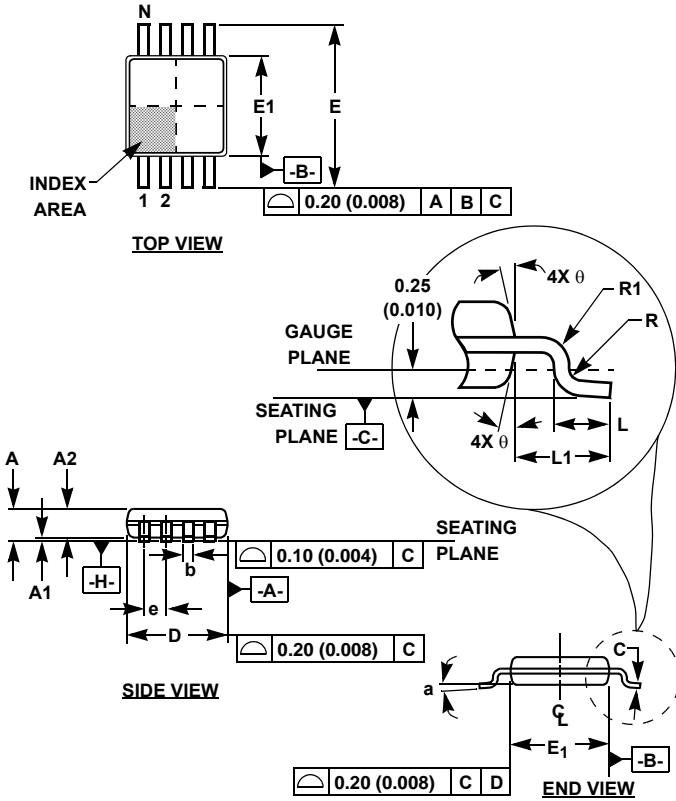 N
E1
E
-B-
INDEX
AREA
1 2
⌓ 0.20 (0.008) A B C
TOP VIEW
0.25
(0.010)
4X θ
R1
R
GAUGE
PLANE
SEATING
PLANE -C-
4X θ
L
L1
A A2
SEATING
PLANE
A1
-H-
b
⌓ 0.10 (0.004) C
e
-A-
D
⌓ 0.20 (0.008) C
SIDE VIEW
C
a
CL
E1
-B-
⌓ 0.20 (0.008) C D
END VIEW